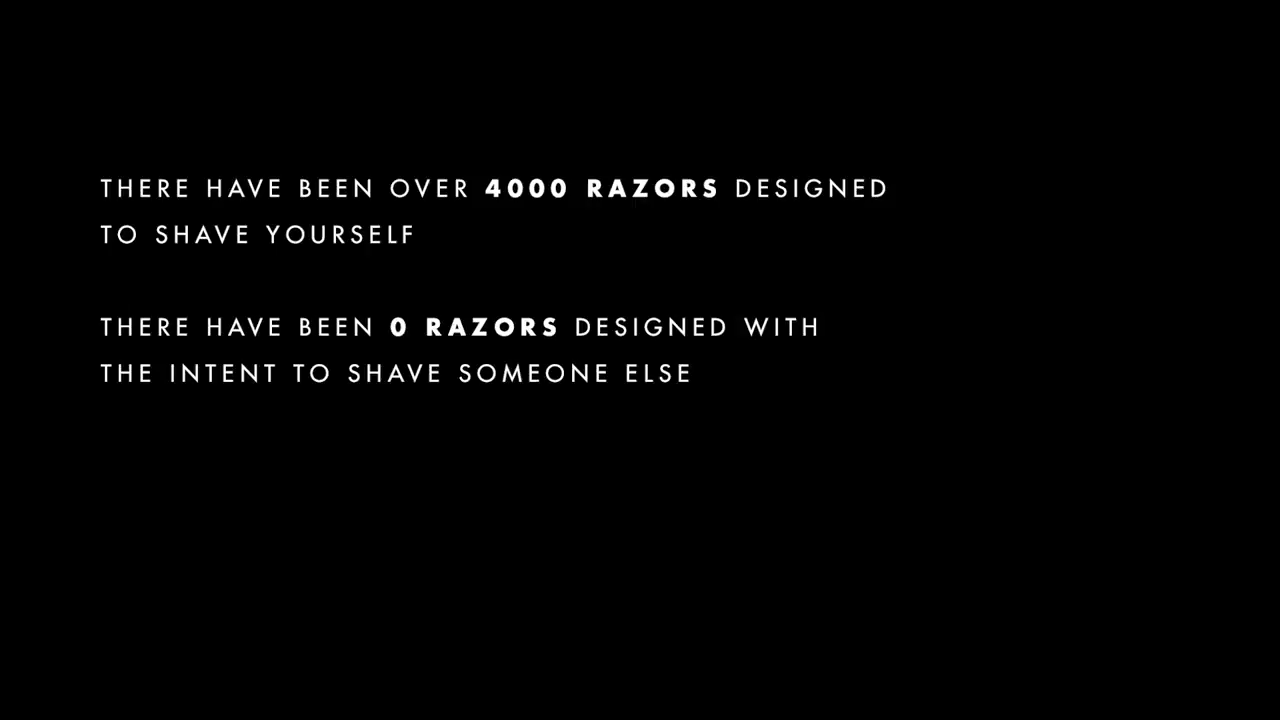 THERE HAVE BEEN OVER 4000 RAZORS DESIGNED
TO SHAVE YOURSELF
THERE HAVE BEEN 0 RAZORS DESIGNED WITH
THE INTENT TO SHAVE SOMEONE ELSE